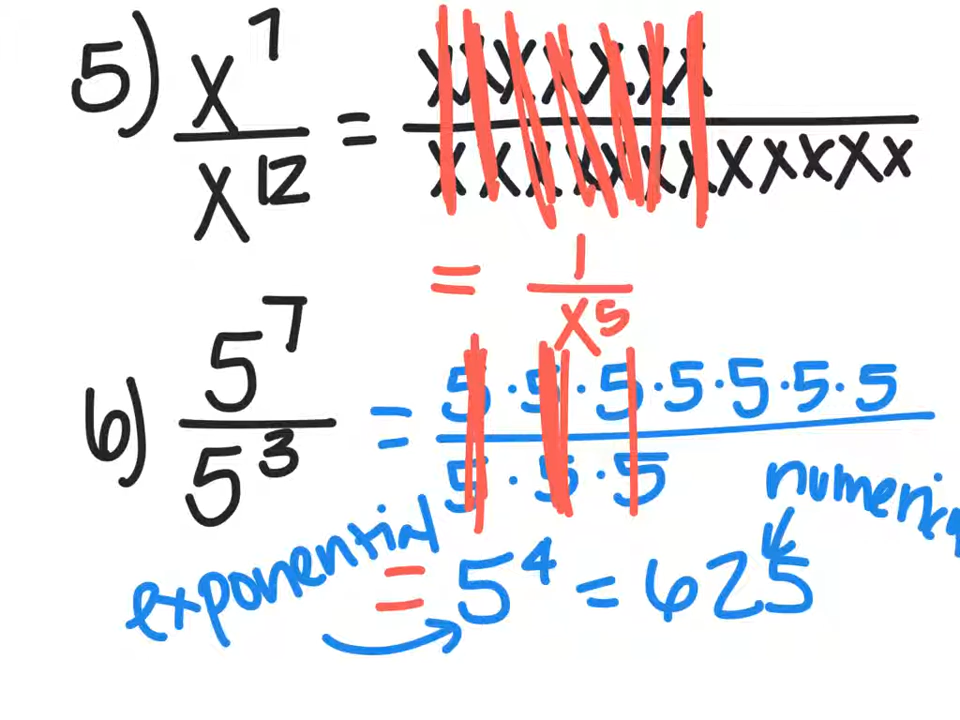 5) x^7 / x^12 = xxxxxxx / xxxxxxxxxxxx
= 1 / x^5
6) 5^7 / 5^3 = 5·5·5·5·5·5·5 / 5·5·5
exponential numeric
= 5^4 = 625